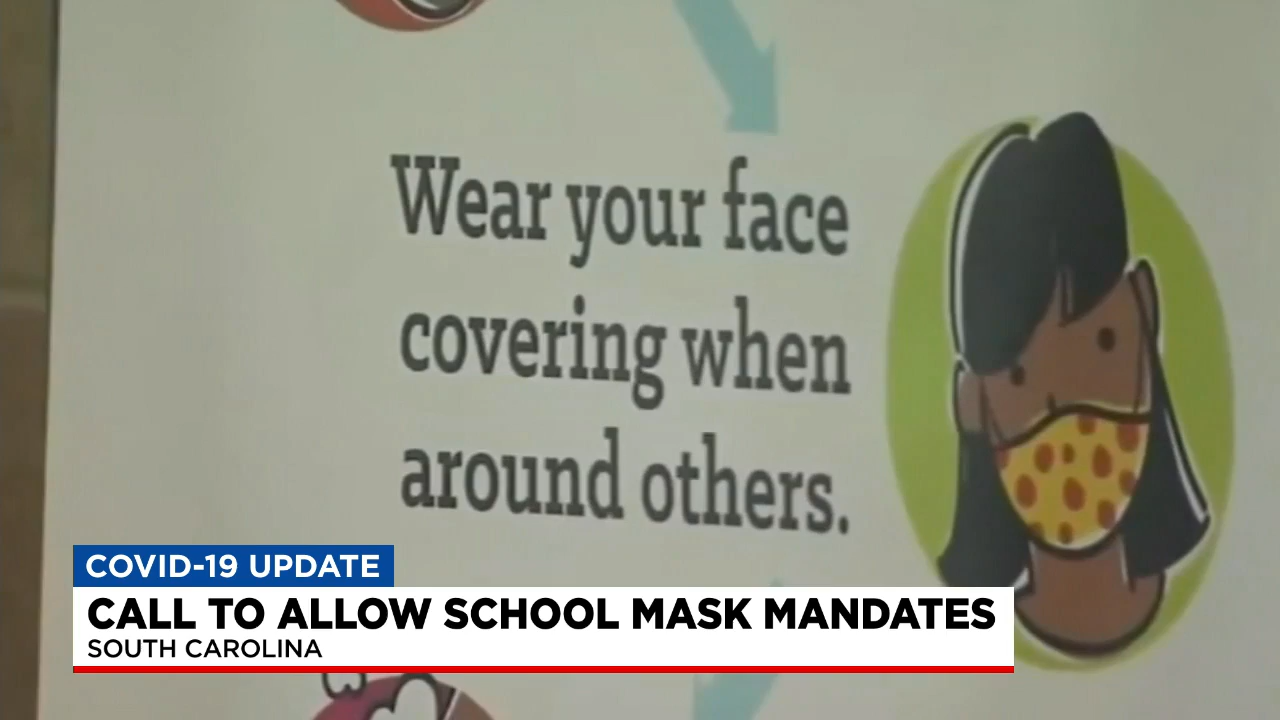 Wear your face
covering when
around others.
COVID-19 UPDATE
CALL TO ALLOW SCHOOL MASK MANDATES
SOUTH CAROLINA